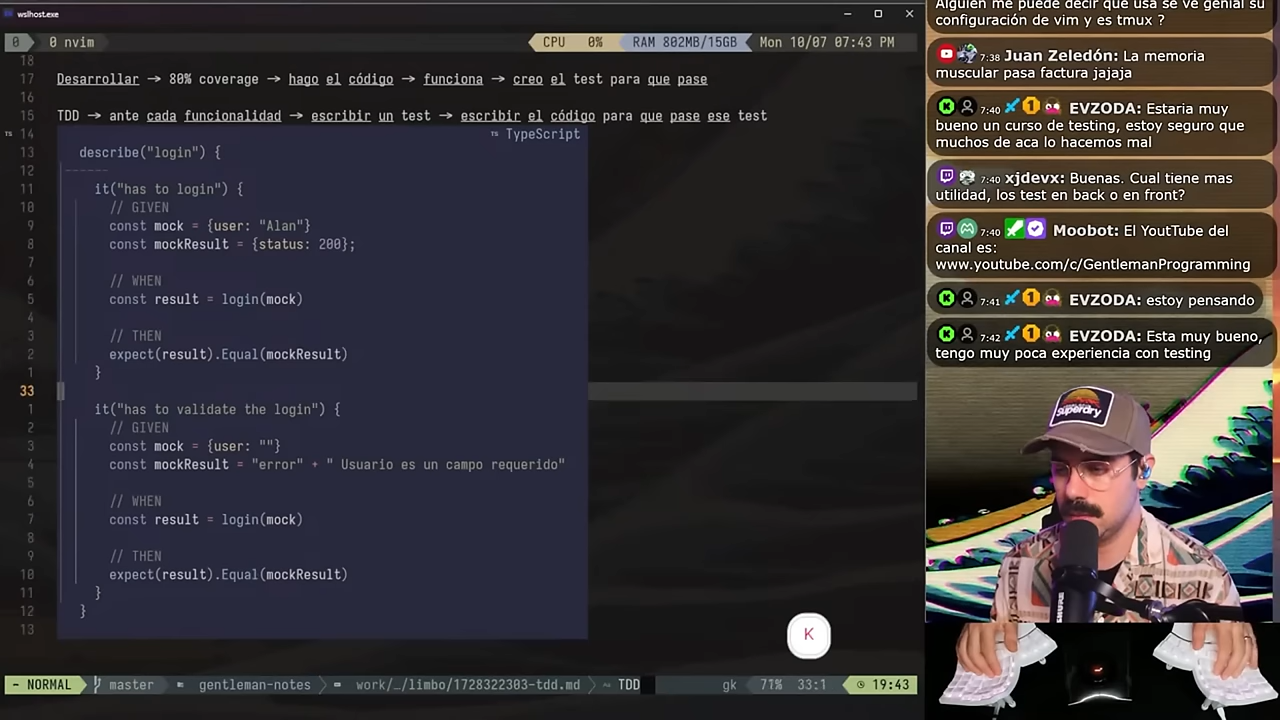 wslhost.exe
0 0 nvim CPU 0% RAM 802MB/15GB Mon 10/07 07:43 PM
18
17 Desarrollar → 80% coverage → hago el código → funciona → creo el test para que pase
16
15 TDD → ante cada funcionalidad → escribir un test → escribir el código para que pase ese test
TS 14 TS TypeScript
13 describe("login") {
12 ------
11 it("has to login") {
10 // GIVEN
9 const mock = {user: "Alan"}
8 const mockResult = {status: 200};
7
6 // WHEN
5 const result = login(mock)
4
3 // THEN
2 expect(result).Equal(mockResult)
1 }
33
1 it("has to validate the login") {
2 // GIVEN
3 const mock = {user: ""}
4 const mockResult = "error" + " Usuario es un campo requerido"
5
6 // WHEN
7 const result = login(mock)
8
9 // THEN
10 expect(result).Equal(mockResult)
11 }
12 }
13
K
- NORMAL master gentleman-notes work/…/limbo/1728322303-tdd.md TDD gk 71% 33:1 19:43
Alguien me puede decir que usa se ve genial su
configuración de vim y es tmux ?
7:38 Juan Zeledón: La memoria
muscular pasa factura jajaja
7:40 1 EVZODA: Estaria muy
bueno un curso de testing, estoy seguro que
muchos de aca lo hacemos mal
7:40 xjdevx: Buenas. Cual tiene mas
utilidad, los test en back o en front?
7:40 Moobot: El YouTube del
canal es:
www.youtube.com/c/GentlemanProgramming
7:41 1 EVZODA: estoy pensando
7:42 1 EVZODA: Esta muy bueno,
tengo muy poca experiencia con testing
Superdry
SHURE